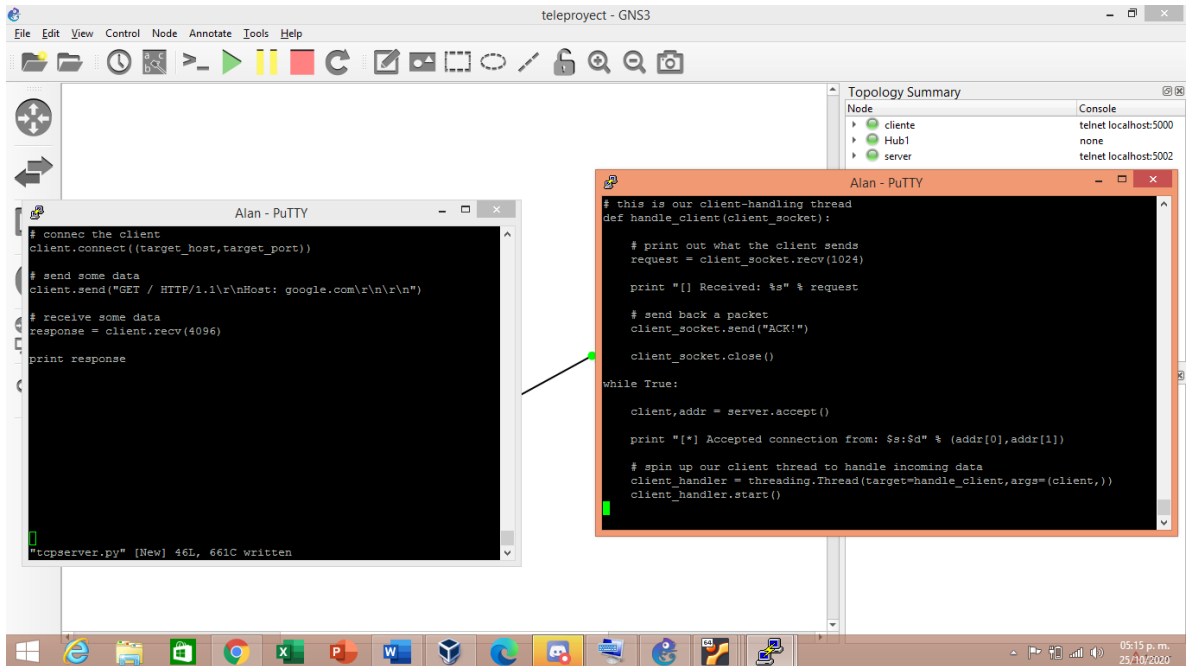 teleproyect - GNS3
File Edit View Control Node Annotate Tools Help
Topology Summary
Node Console
cliente telnet localhost:5000
Hub1 none
server telnet localhost:5002
Alan - PuTTY
# connec the client
client.connect((target_host,target_port))
# send some data
client.send("GET / HTTP/1.1\r\nHost: google.com\r\n\r\n")
# receive some data
response = client.recv(4096)
print response
"tcpserver.py" [New] 46L, 661C written
Alan - PuTTY
# this is our client-handling thread
def handle_client(client_socket):
# print out what the client sends
request = client_socket.recv(1024)
print "[] Received: %s" % request
# send back a packet
client_socket.send("ACK!")
client_socket.close()
while True:
client,addr = server.accept()
print "[*] Accepted connection from: $s:$d" % (addr[0],addr[1])
# spin up our client thread to handle incoming data
client_handler = threading.Thread(target=handle_client,args=(client,))
client_handler.start()
05:15 p. m.
25/10/2020